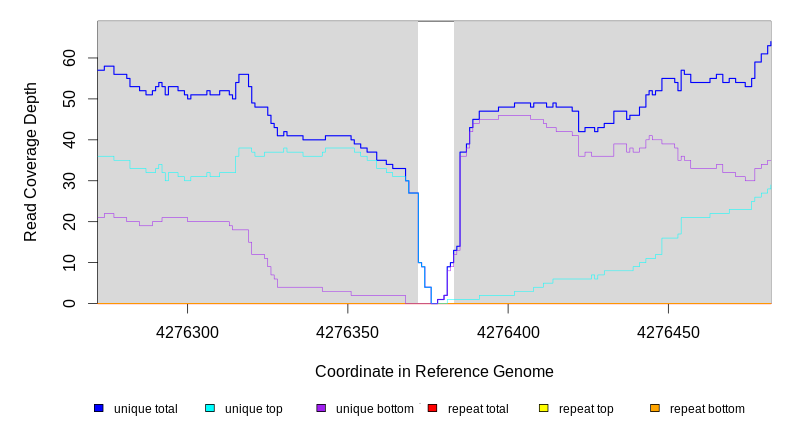 60
50
40
30
20
10
0
Read Coverage Depth
4276300 4276350 4276400 4276450
Coordinate in Reference Genome
unique total unique top unique bottom repeat total repeat top repeat bottom